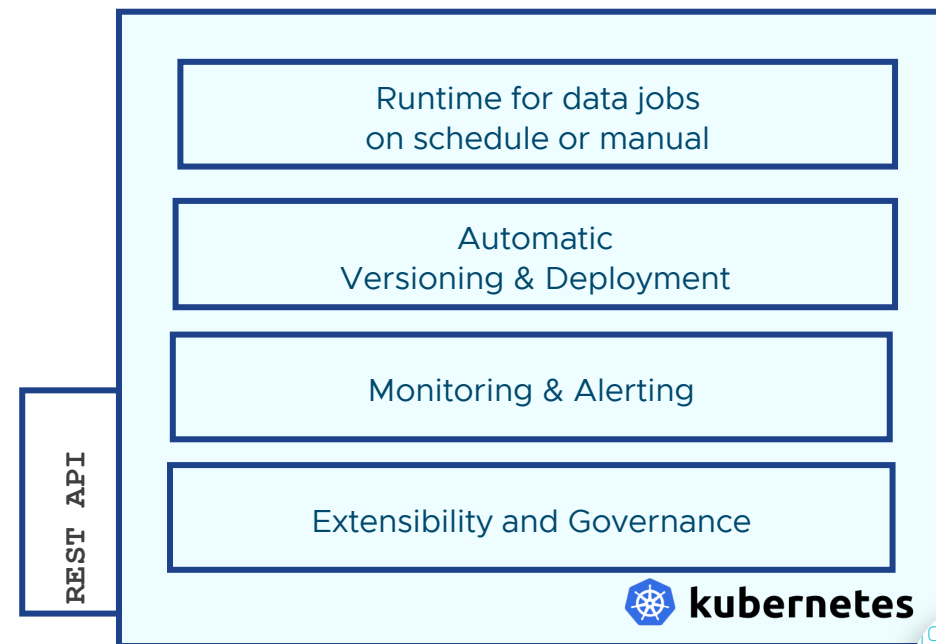 Runtime for data jobs
on schedule or manual
Automatic
Versioning & Deployment
Monitoring & Alerting
REST API
Extensibility and Governance
kubernetes